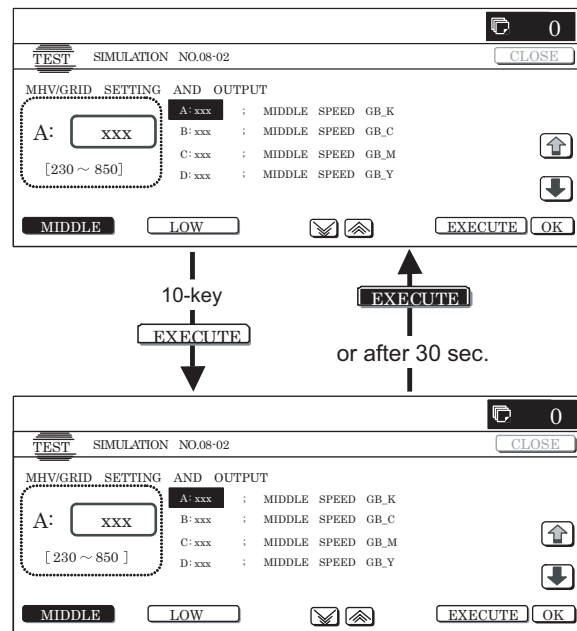 0
TEST SIMULATION NO.08-02 CLOSE
MHV/GRID SETTING AND OUTPUT
A: xxx
[230 ~ 850]
A: xxx ; MIDDLE SPEED GB_K
B: xxx ; MIDDLE SPEED GB_C
C: xxx ; MIDDLE SPEED GB_M
D: xxx ; MIDDLE SPEED GB_Y
MIDDLE LOW EXECUTE OK
10-key
EXECUTE
EXECUTE
or after 30 sec.
0
TEST SIMULATION NO.08-02 CLOSE
MHV/GRID SETTING AND OUTPUT
A: xxx
[ 230 ~ 850 ]
A: xxx ; MIDDLE SPEED GB_K
B: xxx ; MIDDLE SPEED GB_C
C: xxx ; MIDDLE SPEED GB_M
D: xxx ; MIDDLE SPEED GB_Y
MIDDLE LOW EXECUTE OK